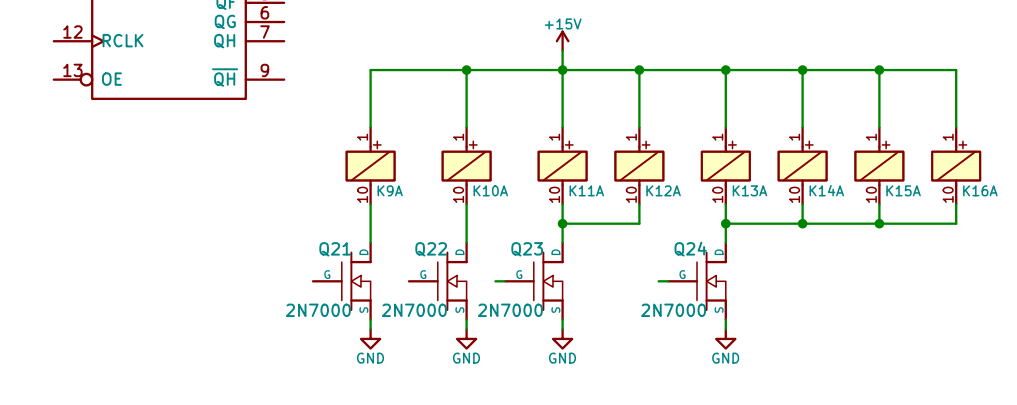 QF
QG 6
QH 7
12 RCLK
13 OE
QH 9
+15V
1 + 1 + 1 + 1 + 1 + 1 + 1 + 1 +
10 K9A 10 K10A 10 K11A 10 K12A 10 K13A 10 K14A 10 K15A 10 K16A
Q21 D Q22 D Q23 D Q24 D
G G G G
2N7000 S 2N7000 S 2N7000 S 2N7000 S
GND GND GND GND